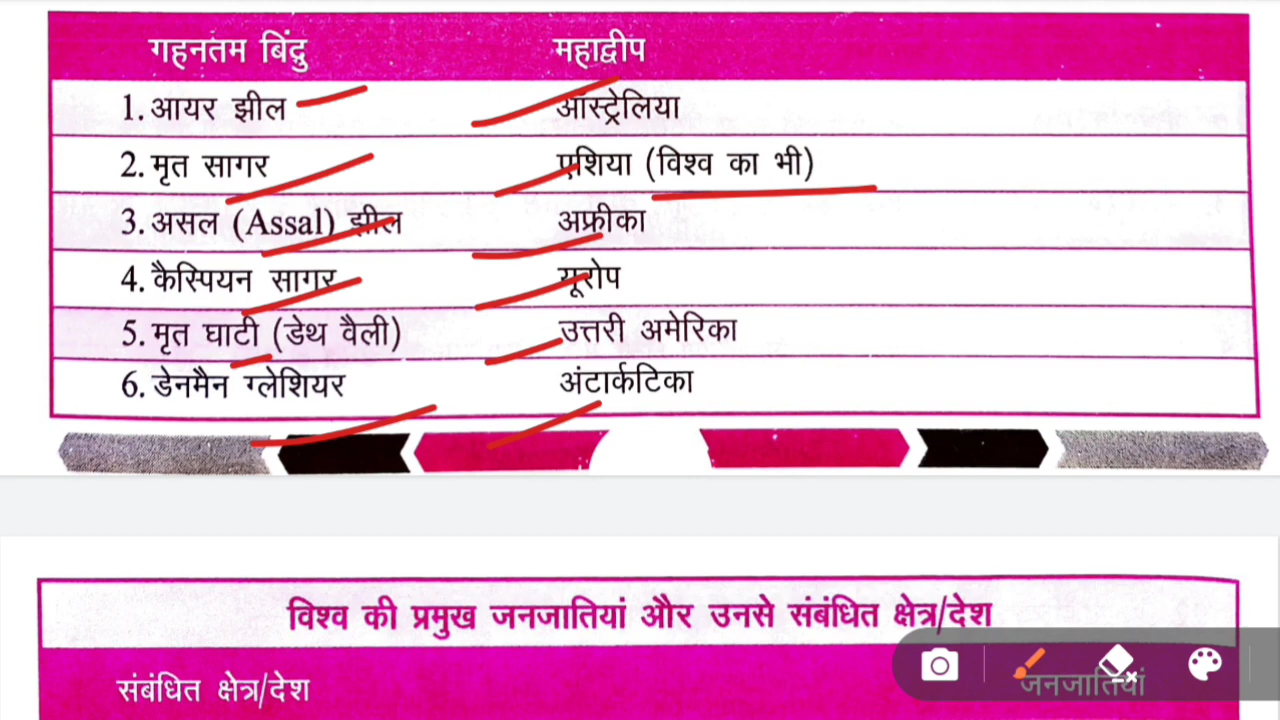 गहनतम बिंदु महाद्वीप
1. आयर झील ऑस्ट्रेलिया
2. मृत सागर एशिया (विश्व का भी)
3. असल (Assal) झील अफ्रीका
4. कैस्पियन सागर यूरोप
5. मृत घाटी (डेथ वैली) उत्तरी अमेरिका
6. डेनमैन ग्लेशियर अंटार्कटिका
विश्व की प्रमुख जनजातियां और उनसे संबंधित क्षेत्र/देश
संबंधित क्षेत्र/देश जनजातियां